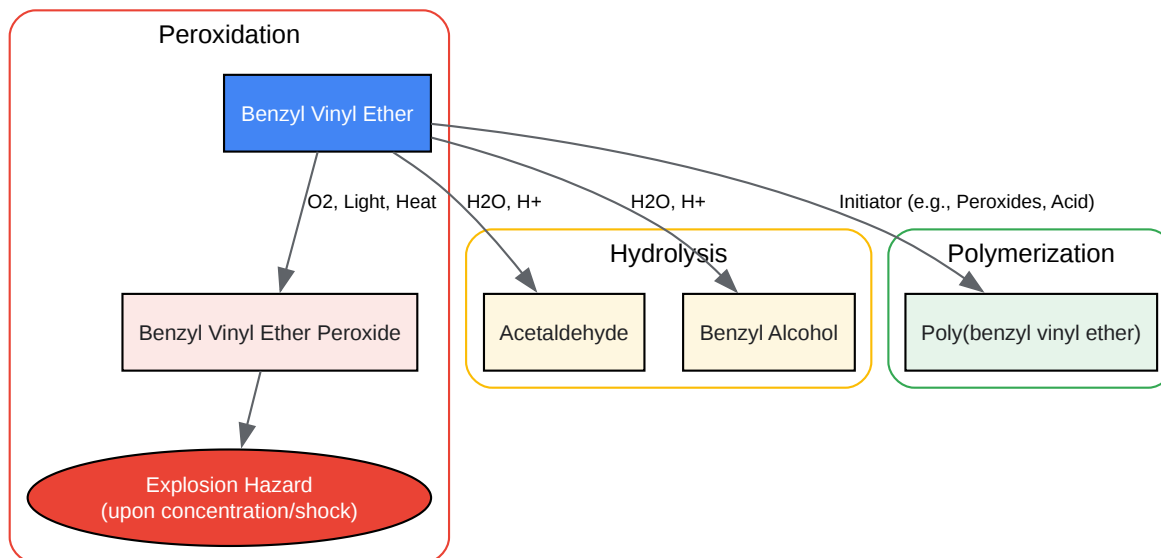 Peroxidation
Benzyl Vinyl Ether
O2, Light, Heat
H2O, H+
H2O, H+
Initiator (e.g., Peroxides, Acid)
Hydrolysis
Polymerization
Benzyl Vinyl Ether Peroxide
Acetaldehyde
Benzyl Alcohol
Poly(benzyl vinyl ether)
Explosion Hazard
(upon concentration/shock)